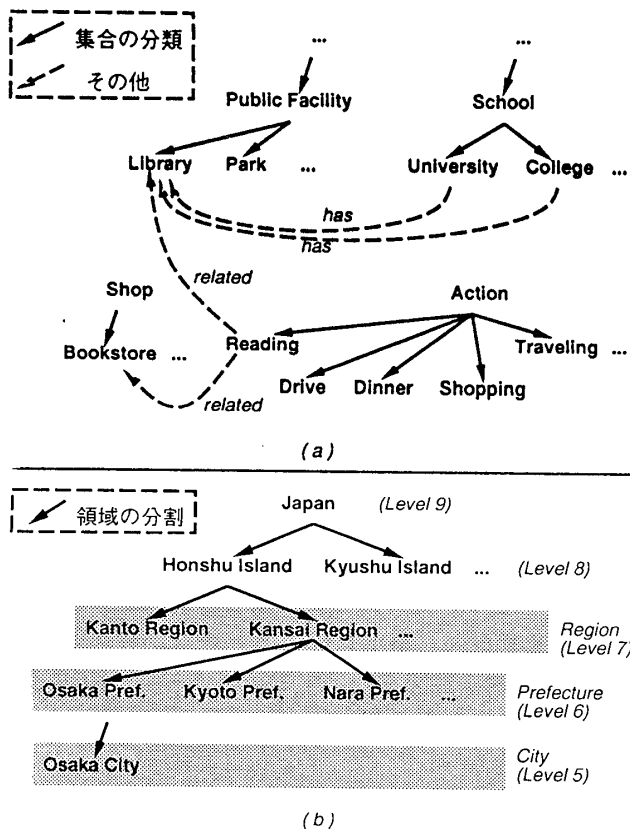 集合の分類
その他
...
...
Public Facility
School
Library Park ...
University College ...
has
has
related
Shop
Action
Bookstore ...
Reading
Traveling ...
Drive Dinner Shopping
related
(a)
領域の分割
Japan (Level 9)
Honshu Island Kyushu Island ... (Level 8)
Kanto Region Kansai Region ... Region
(Level 7)
Osaka Pref. Kyoto Pref. Nara Pref. ... Prefecture
(Level 6)
Osaka City City
(Level 5)
(b)